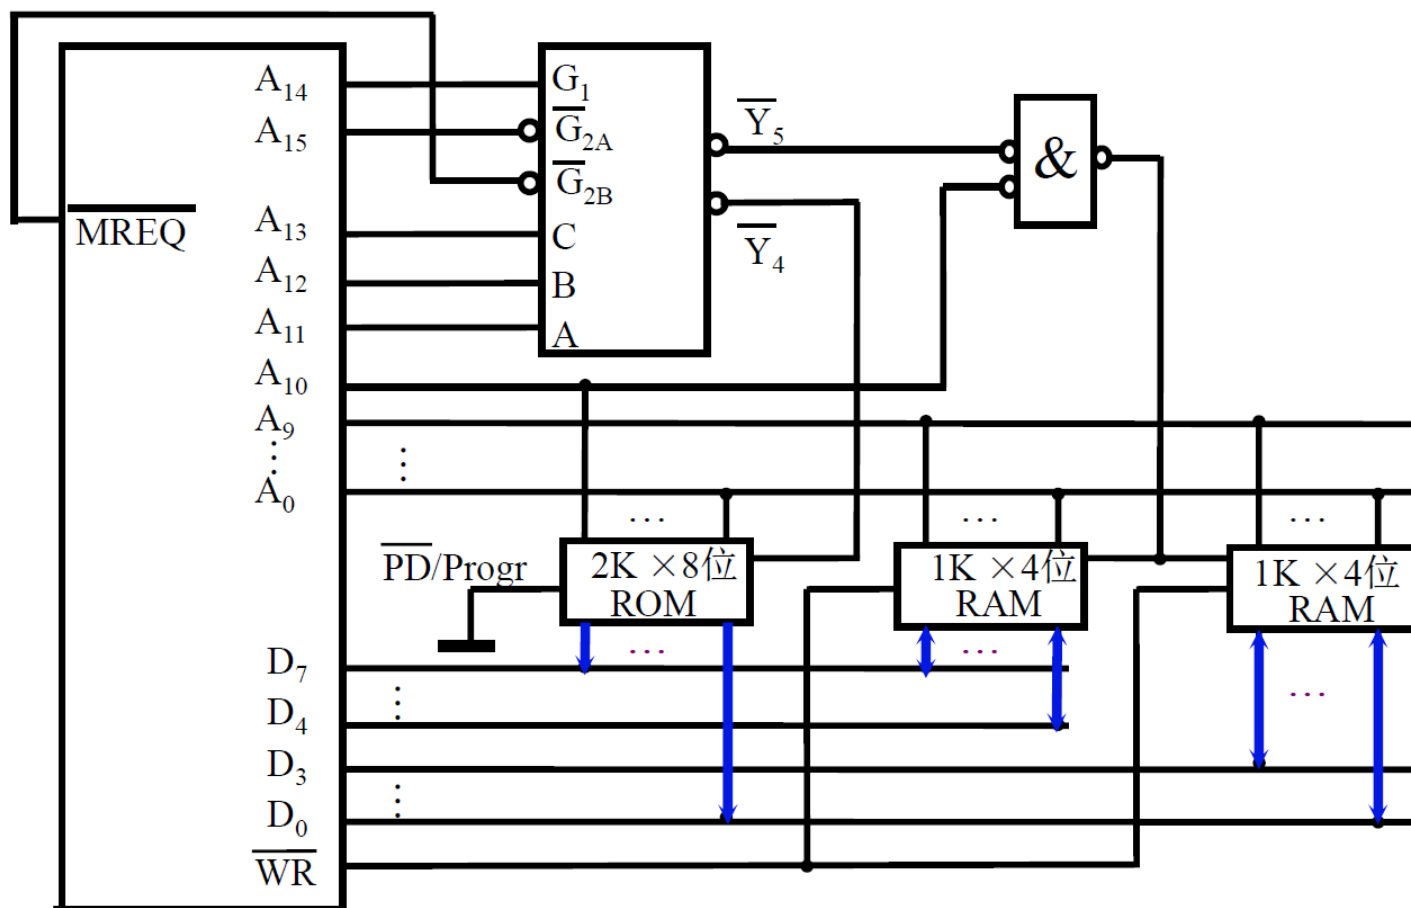 A14
A15
MREQ
A13
A12
A11
A10
A9
⋮
A0
D7
⋮
D4
D3
⋮
D0
WR
G1
G2A
G2B
C
B
A
Y5
Y4
&
⋮
...
...
...
PD/Progr
2K ×8位
ROM
1K ×4位
RAM
1K ×4位
RAM
...
...
...